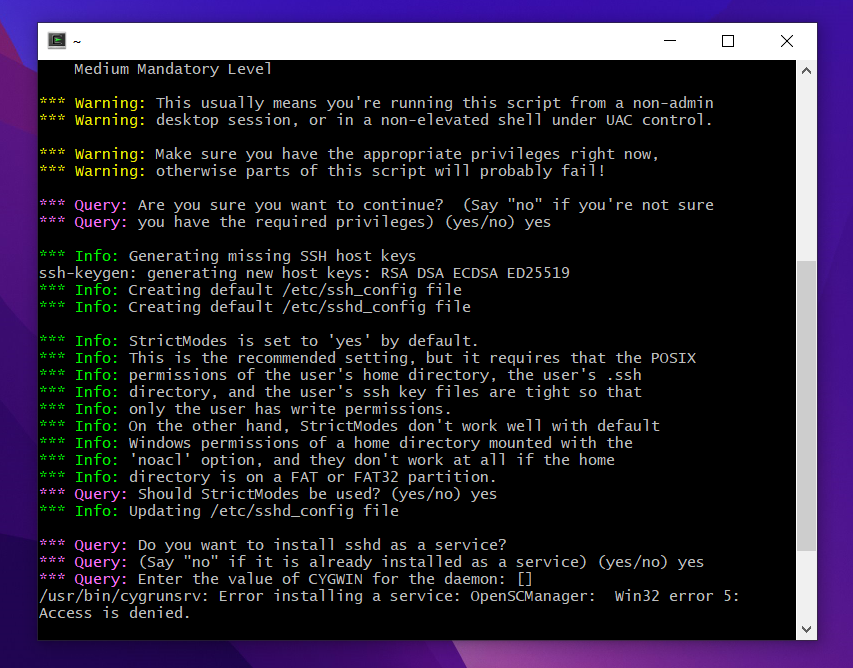 ~
Medium Mandatory Level
*** Warning: This usually means you're running this script from a non-admin
*** Warning: desktop session, or in a non-elevated shell under UAC control.
*** Warning: Make sure you have the appropriate privileges right now,
*** Warning: otherwise parts of this script will probably fail!
*** Query: Are you sure you want to continue?  (Say "no" if you're not sure
*** Query: you have the required privileges) (yes/no) yes
*** Info: Generating missing SSH host keys
ssh-keygen: generating new host keys: RSA DSA ECDSA ED25519
*** Info: Creating default /etc/ssh_config file
*** Info: Creating default /etc/sshd_config file
*** Info: StrictModes is set to 'yes' by default.
*** Info: This is the recommended setting, but it requires that the POSIX
*** Info: permissions of the user's home directory, the user's .ssh
*** Info: directory, and the user's ssh key files are tight so that
*** Info: only the user has write permissions.
*** Info: On the other hand, StrictModes don't work well with default
*** Info: Windows permissions of a home directory mounted with the
*** Info: 'noacl' option, and they don't work at all if the home
*** Info: directory is on a FAT or FAT32 partition.
*** Query: Should StrictModes be used? (yes/no) yes
*** Info: Updating /etc/sshd_config file
*** Query: Do you want to install sshd as a service?
*** Query: (Say "no" if it is already installed as a service) (yes/no) yes
*** Query: Enter the value of CYGWIN for the daemon: []
/usr/bin/cygrunsrv: Error installing a service: OpenSCManager:  Win32 error 5:
Access is denied.